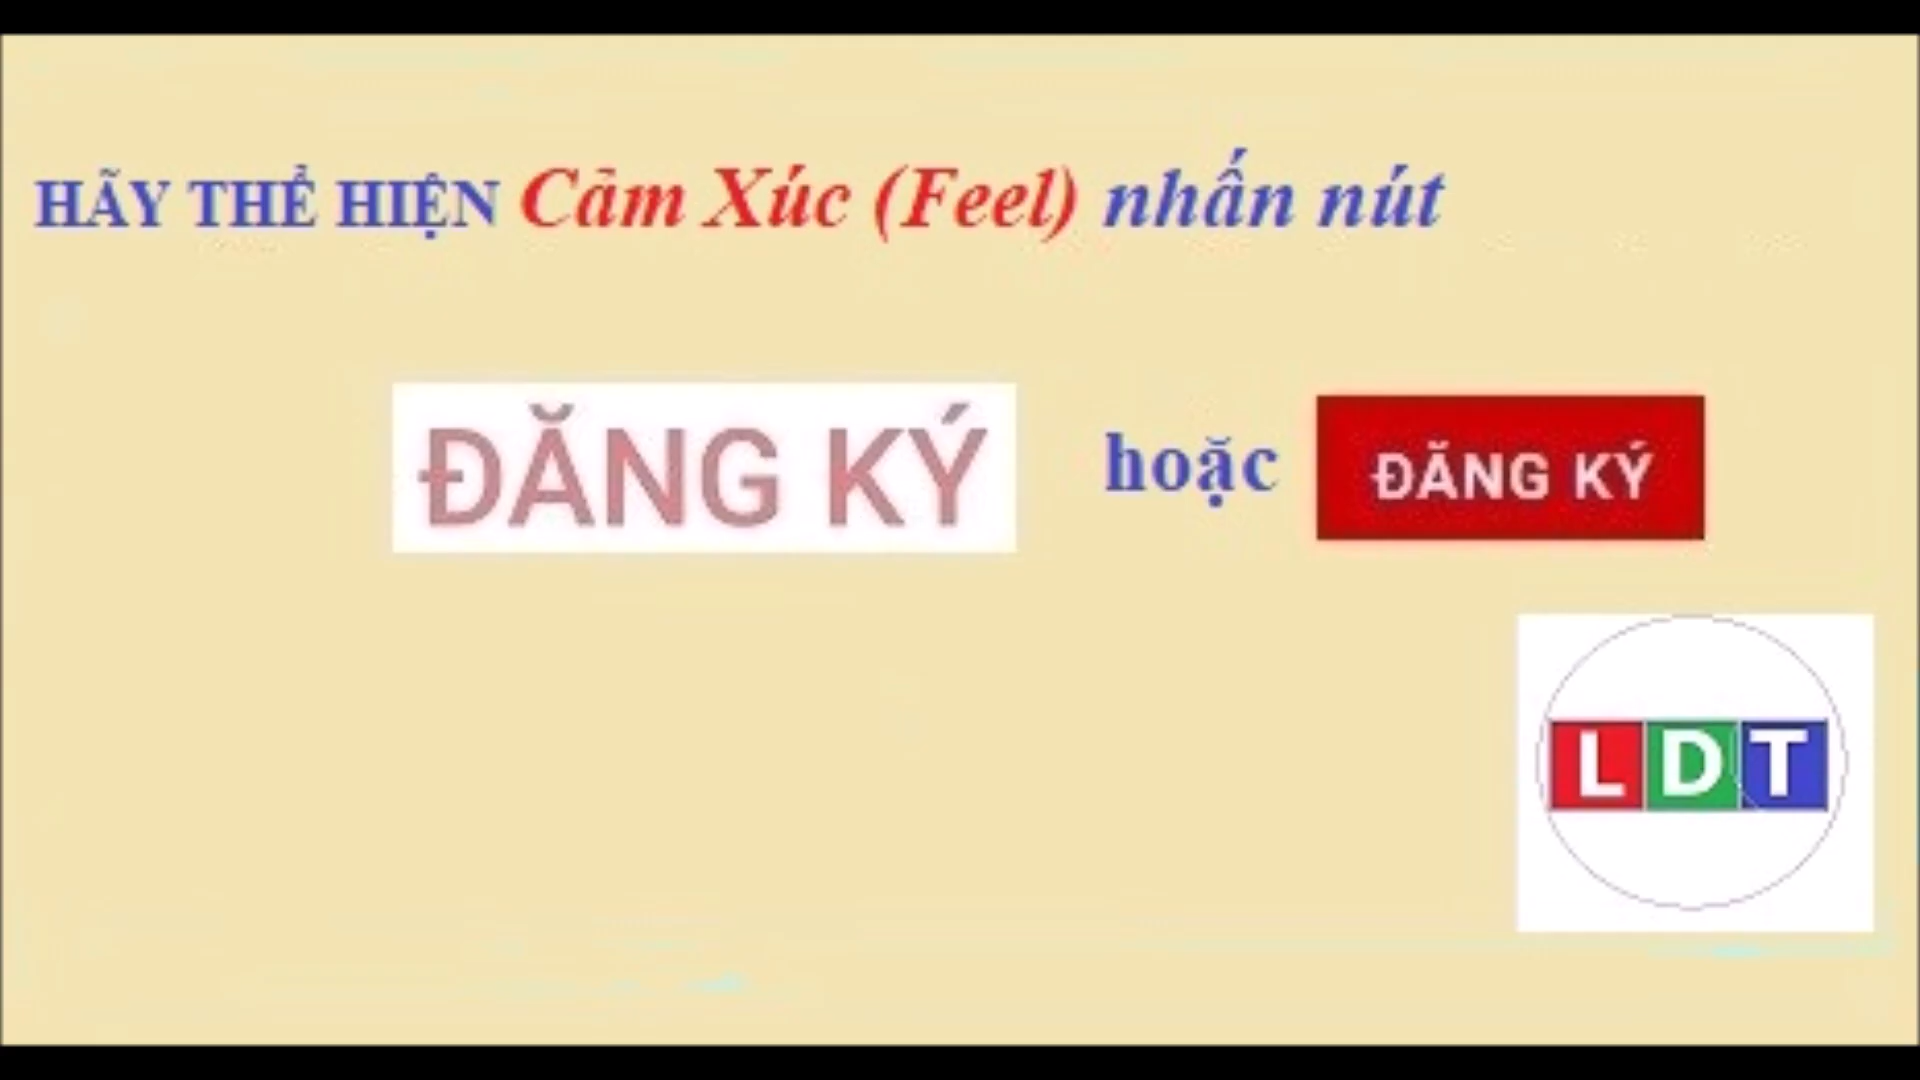 HÃY THỂ HIỆN Cảm Xúc (Feel) nhấn nút
ĐĂNG KÝ hoặc ĐĂNG KÝ
LDT